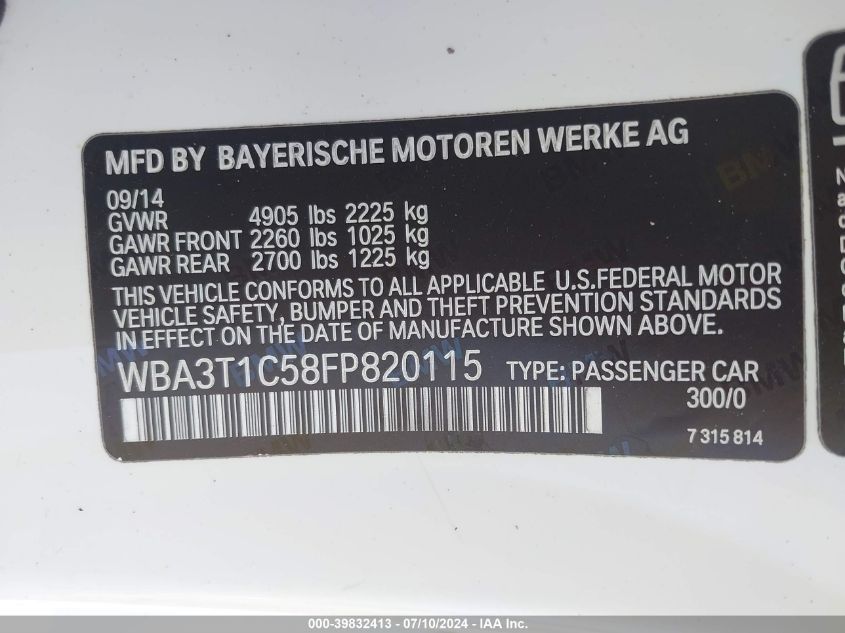 MFD BY BAYERISCHE MOTOREN WERKE AG
09/14
GVWR 4905 lbs 2225 kg
GAWR FRONT 2260 lbs 1025 kg
GAWR REAR 2700 lbs 1225 kg
THIS VEHICLE CONFORMS TO ALL APPLICABLE U.S.FEDERAL MOTOR
VEHICLE SAFETY, BUMPER AND THEFT PREVENTION STANDARDS
IN EFFECT ON THE DATE OF MANUFACTURE SHOWN ABOVE.
WBA3T1C58FP820115 TYPE: PASSENGER CAR
300/0
7 315 814
000-39832413 - 07/10/2024 - IAA Inc.